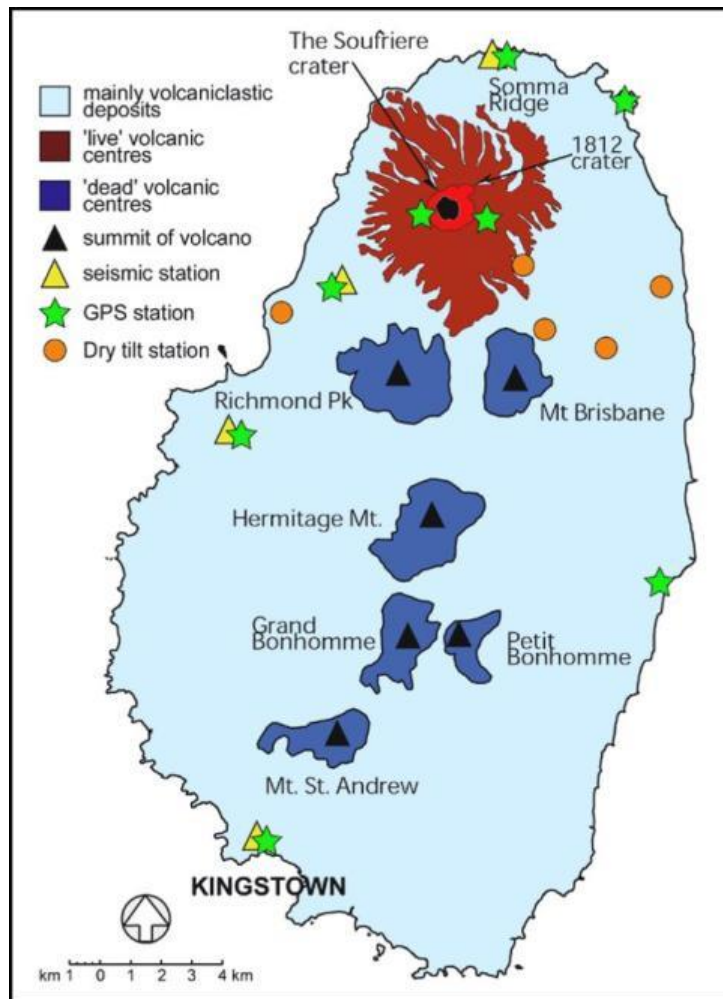 The Soufriere
crater
Somma
Ridge
1812
crater
mainly volcaniclastic
deposits
'live' volcanic
centres
'dead' volcanic
centres
summit of volcano
seismic station
GPS station
Dry tilt station
Richmond Pk
Mt Brisbane
Hermitage Mt.
Grand
Bonhomme
Petit
Bonhomme
Mt. St. Andrew
KINGSTOWN
km 1 0 2 4 km